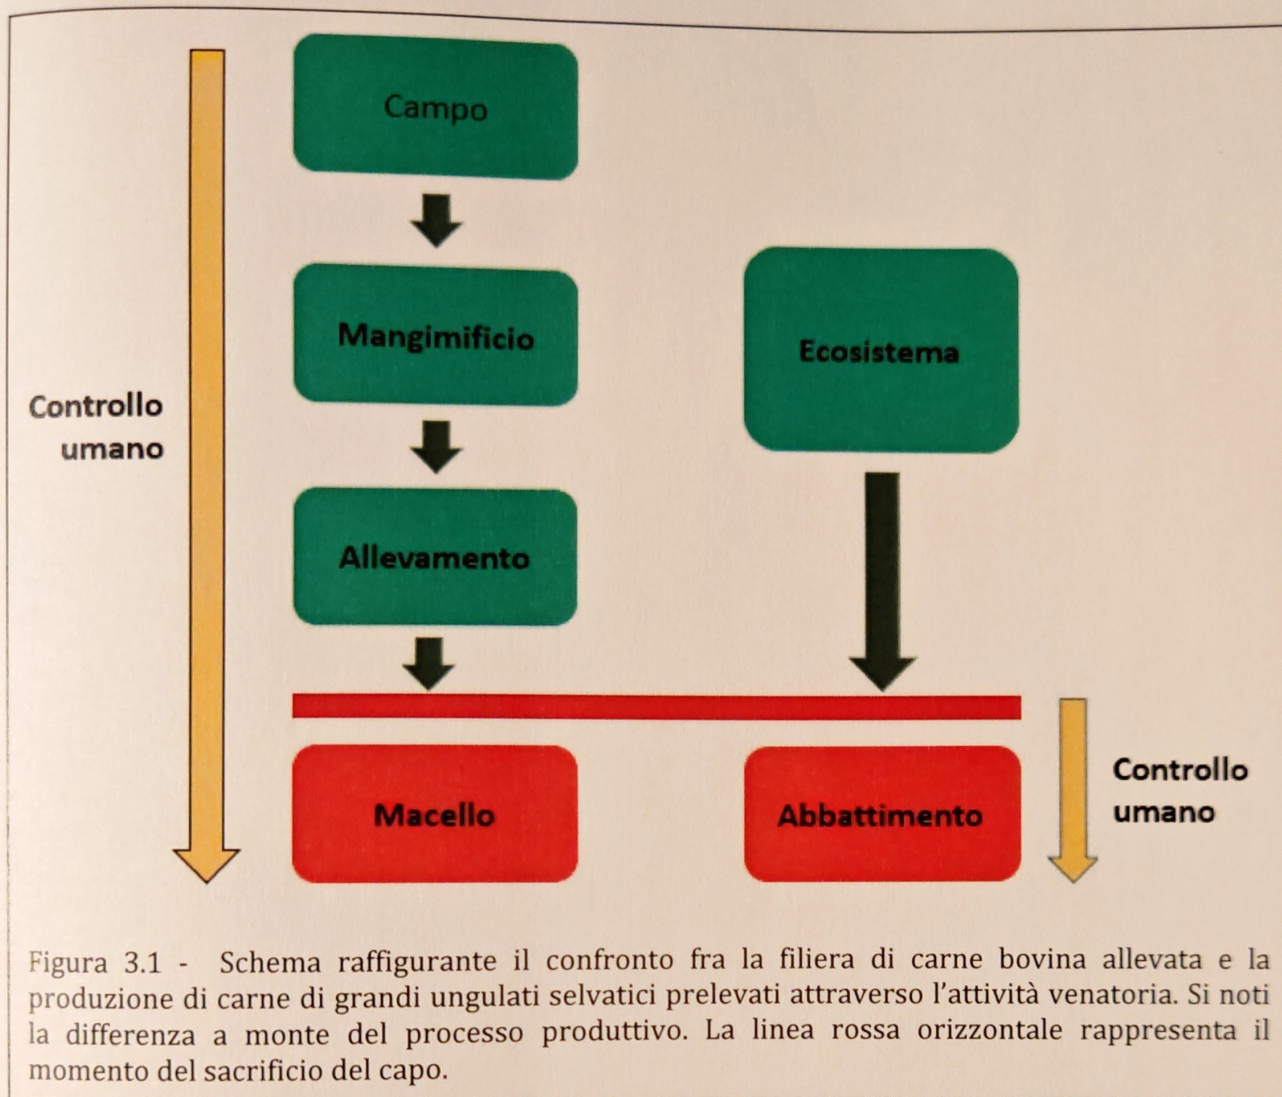 Campo
Mangimificio
Ecosistema
Controllo
umano
Allevamento
Macello
Abbattimento
Controllo
umano
Figura 3.1 - Schema raffigurante il confronto fra la filiera di carne bovina allevata e la
produzione di carne di grandi ungulati selvatici prelevati attraverso l'attività venatoria. Si noti
la differenza a monte del processo produttivo. La linea rossa orizzontale rappresenta il
momento del sacrificio del capo.